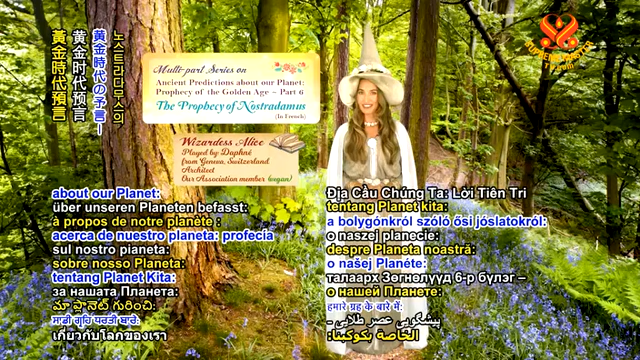 노스트라다무스의
黄金時代の予言ー
黄金时代预言
黃金時代預言
Multi-part Series on
Ancient Predictions about our Planet:
Prophecy of the Golden Age – Part 6
The Prophecy of Nostradamus
(In French)
Wizardess Alice
Played by Daphné
from Geneva, Switzerland
Architect
Our Association member (vegan)
about our Planet:
über unseren Planeten befasst:
à propos de notre planète :
acerca de nuestro planeta: profecía
sul nostro pianeta:
sobre nosso Planeta:
tentang Planet Kita:
за нашата Планета:
మా ప్లానెట్ గురించి:
ਸਾਡੀ ਗ੍ਰਹਿ ਧਰਤੀ ਬਾਰੇ:
เกี่ยวกับโลกของเรา
Địa Cầu Chúng Ta: Lời Tiên Tri
tentang Planet kita:
a bolygónkról szóló ősi jóslatokról:
o naszej planecie:
despre Planeta noastră:
o našej Planéte:
талаарх Зөгнөлүүд 6-р бүлэг –
о нашей Планете:
हमारे ग्रह के बारे में:
پیشگویی عصر طلایی -
الخاصة بكوكبنا: